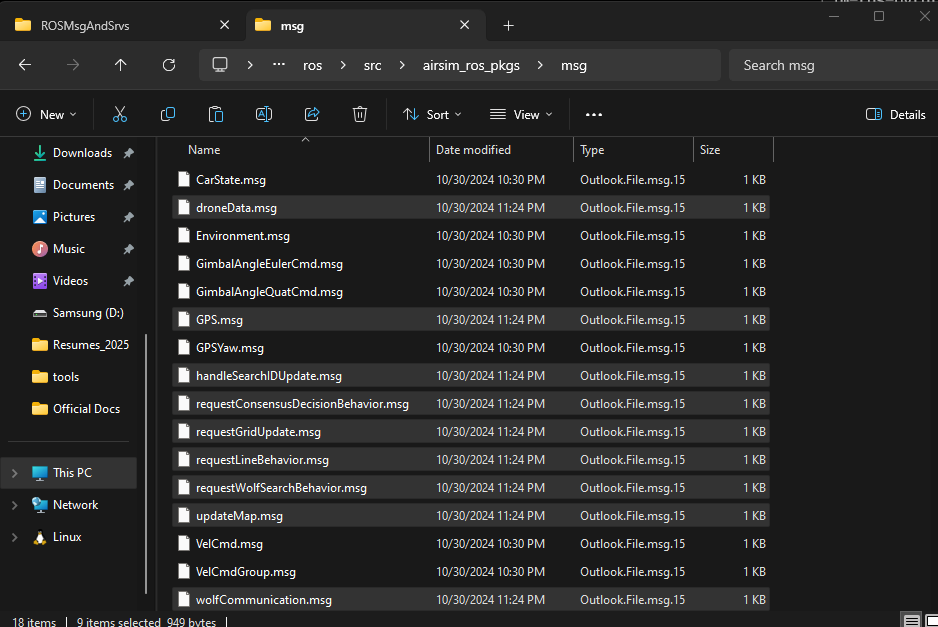 ROSMsgAndSrvs
msg
ros
src
airsim_ros_pkgs
msg
Search msg
New
Sort
View
Details
Downloads
Documents
Pictures
Music
Videos
Samsung (D:)
Resumes_2025
tools
Official Docs
This PC
Network
Linux
Name Date modified Type Size
CarState.msg 10/30/2024 10:30 PM Outlook.File.msg.15 1 KB
droneData.msg 10/30/2024 11:24 PM Outlook.File.msg.15 1 KB
Environment.msg 10/30/2024 10:30 PM Outlook.File.msg.15 1 KB
GimbalAngleEulerCmd.msg 10/30/2024 10:30 PM Outlook.File.msg.15 1 KB
GimbalAngleQuatCmd.msg 10/30/2024 10:30 PM Outlook.File.msg.15 1 KB
GPS.msg 10/30/2024 11:24 PM Outlook.File.msg.15 1 KB
GPSYaw.msg 10/30/2024 10:30 PM Outlook.File.msg.15 1 KB
handleSearchIDUpdate.msg 10/30/2024 11:24 PM Outlook.File.msg.15 1 KB
requestConsensusDecisionBehavior.msg 10/30/2024 11:24 PM Outlook.File.msg.15 1 KB
requestGridUpdate.msg 10/30/2024 11:24 PM Outlook.File.msg.15 1 KB
requestLineBehavior.msg 10/30/2024 11:24 PM Outlook.File.msg.15 1 KB
requestWolfSearchBehavior.msg 10/30/2024 11:24 PM Outlook.File.msg.15 1 KB
updateMap.msg 10/30/2024 11:24 PM Outlook.File.msg.15 1 KB
VelCmd.msg 10/30/2024 10:30 PM Outlook.File.msg.15 1 KB
VelCmdGroup.msg 10/30/2024 10:30 PM Outlook.File.msg.15 1 KB
wolfCommunication.msg 10/30/2024 11:24 PM Outlook.File.msg.15 1 KB
18 items | 9 items selected 949 bytes |